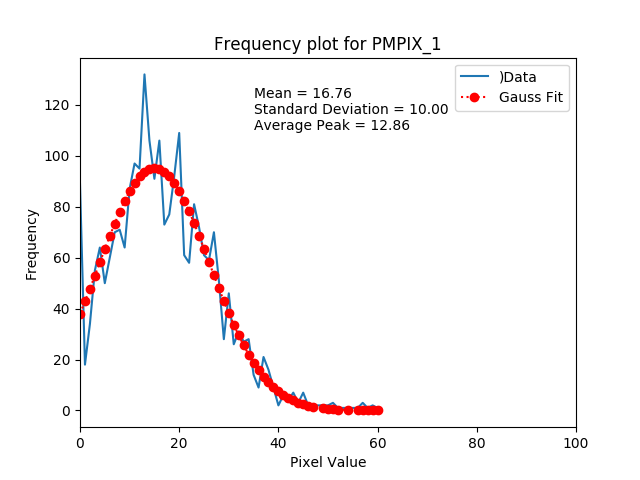 Frequency plot for PMPIX_1
)Data
Gauss Fit
Mean = 16.76
Standard Deviation = 10.00
Average Peak = 12.86
Frequency
120
100
80
60
40
20
0
0 20 40 60 80 100
Pixel Value